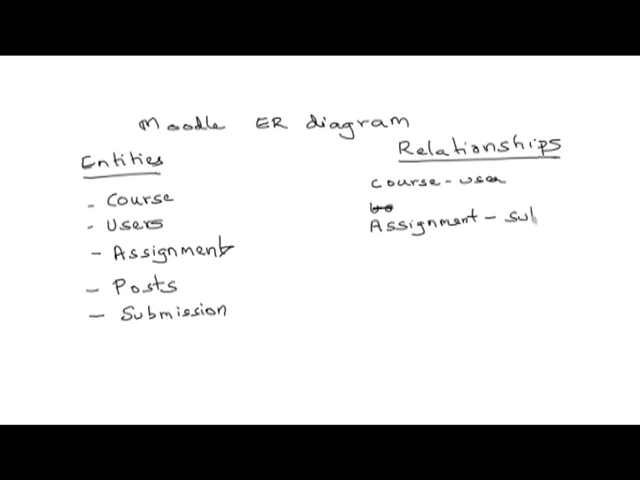 Moodle ER diagram
Entities
- Course
- Users
- Assignment
- Posts
- Submission
Relationships
Course - user
Assignment - sub